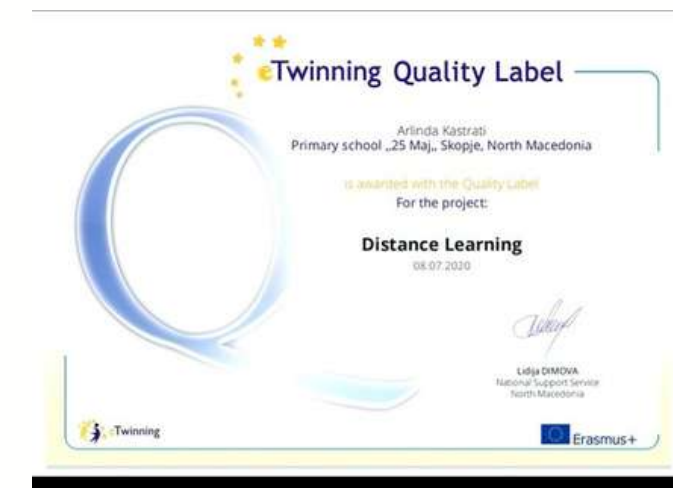 eTwinning Quality Label
Arlinda Kastrati
Primary school „25 Maj„ Skopje, North Macedonia
is awarded with the Quality Label
For the project:
Distance Learning
08.07.2020
Lidija DIMOVA
National Support Service
North Macedonia
eTwinning
Erasmus+